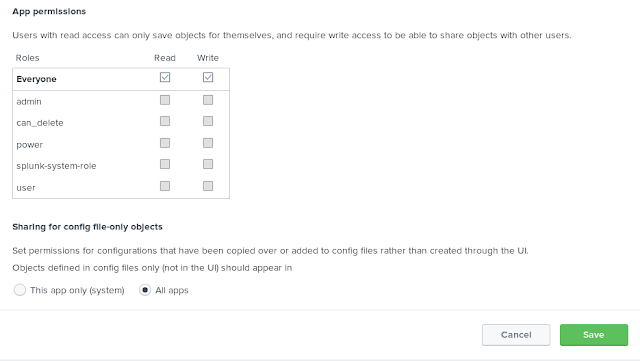 App permissions
Users with read access can only save objects for themselves, and require write access to be able to share objects with other users.
Roles Read Write
Everyone
admin
can_delete
power
splunk-system-role
user
Sharing for config file-only objects
Set permissions for configurations that have been copied over or added to config files rather than created through the UI.
Objects defined in config files only (not in the UI) should appear in
This app only (system) All apps
Cancel Save